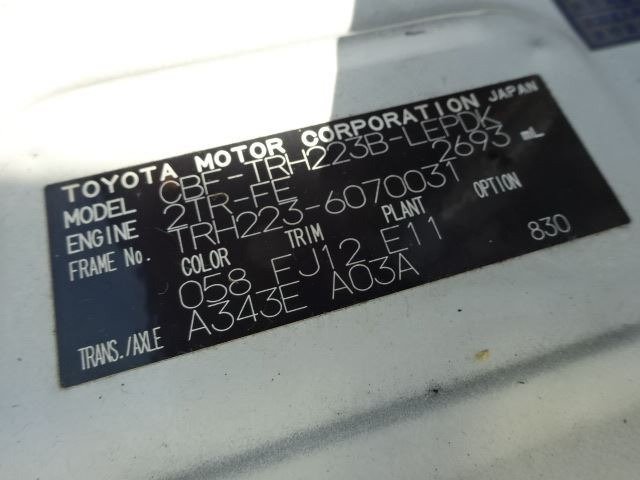 TOYOTA MOTOR CORPORATION JAPAN
MODEL CBF-TRH223B-LEPDK
ENGINE 2TR-FE 2693 mL
FRAME No. TRH223-6070031
COLOR TRIM PLANT OPTION
058 FJ12 E11 830
TRANS./AXLE A343E A03A